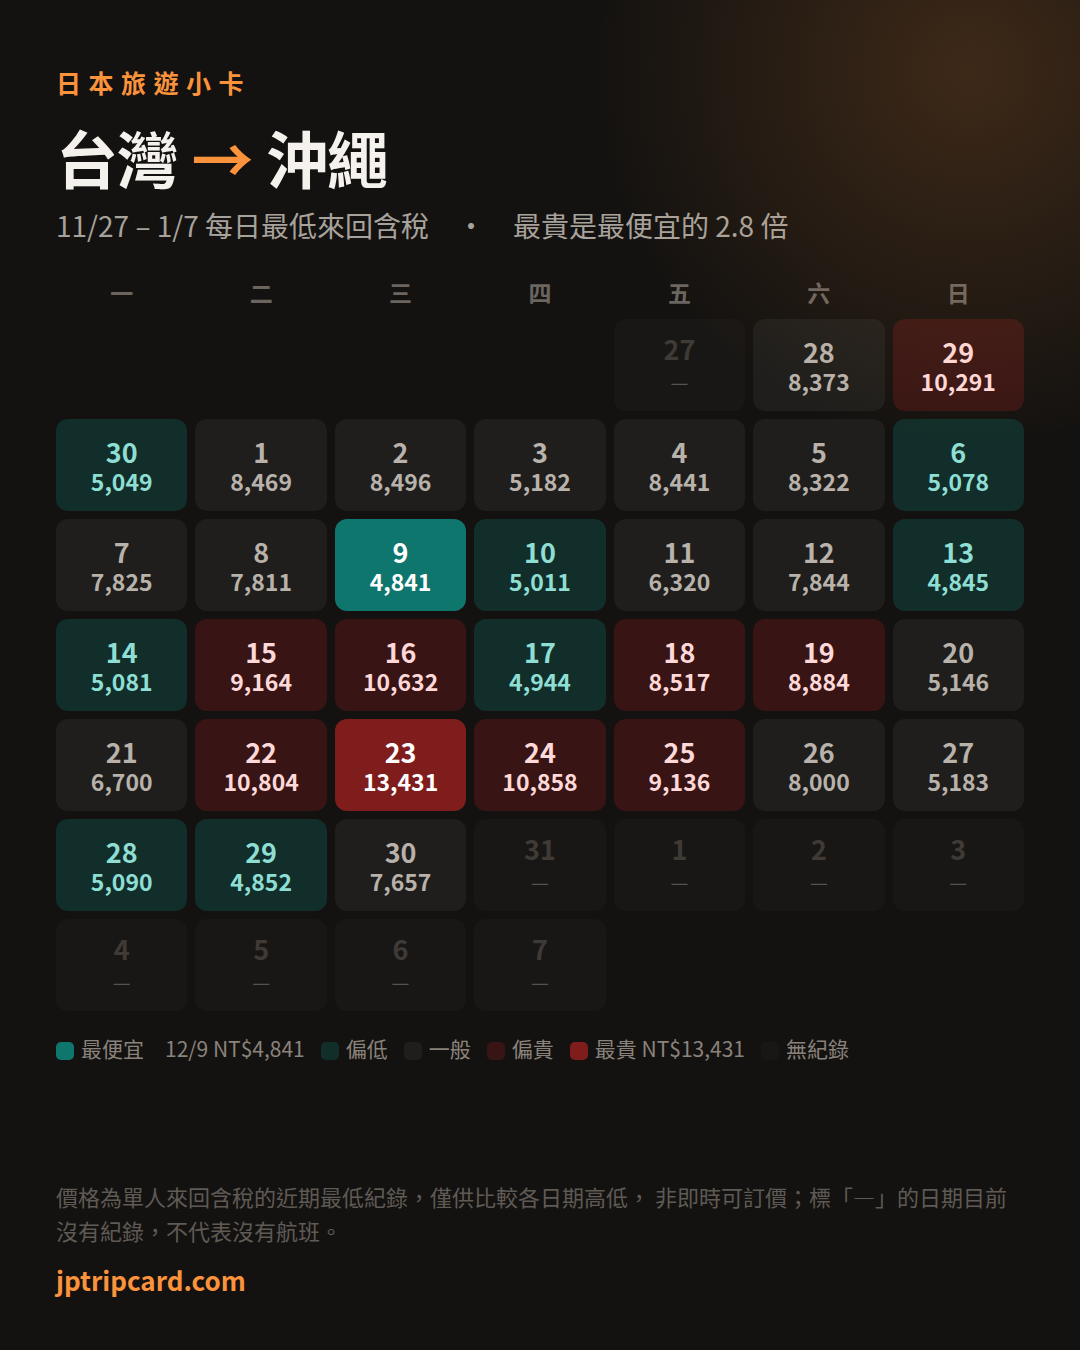 日本旅遊小卡
台灣 → 沖繩
11/27 – 1/7 每日最低來回含稅 ・ 最貴是最便宜的 2.8 倍
一 二 三 四 五 六 日
27 28 29
— 8,373 10,291
30 1 2 3 4 5 6
5,049 8,469 8,496 5,182 8,441 8,322 5,078
7 8 9 10 11 12 13
7,825 7,811 4,841 5,011 6,320 7,844 4,845
14 15 16 17 18 19 20
5,081 9,164 10,632 4,944 8,517 8,884 5,146
21 22 23 24 25 26 27
6,700 10,804 13,431 10,858 9,136 8,000 5,183
28 29 30 31 1 2 3
5,090 4,852 7,657 — — — —
4 5 6 7
— — — —
最便宜 12/9 NT$4,841 偏低 一般 偏貴 最貴 NT$13,431 無紀錄
價格為單人來回含稅的近期最低紀錄，僅供比較各日期高低， 非即時可訂價；標「—」的日期目前
沒有紀錄，不代表沒有航班。
jptripcard.com